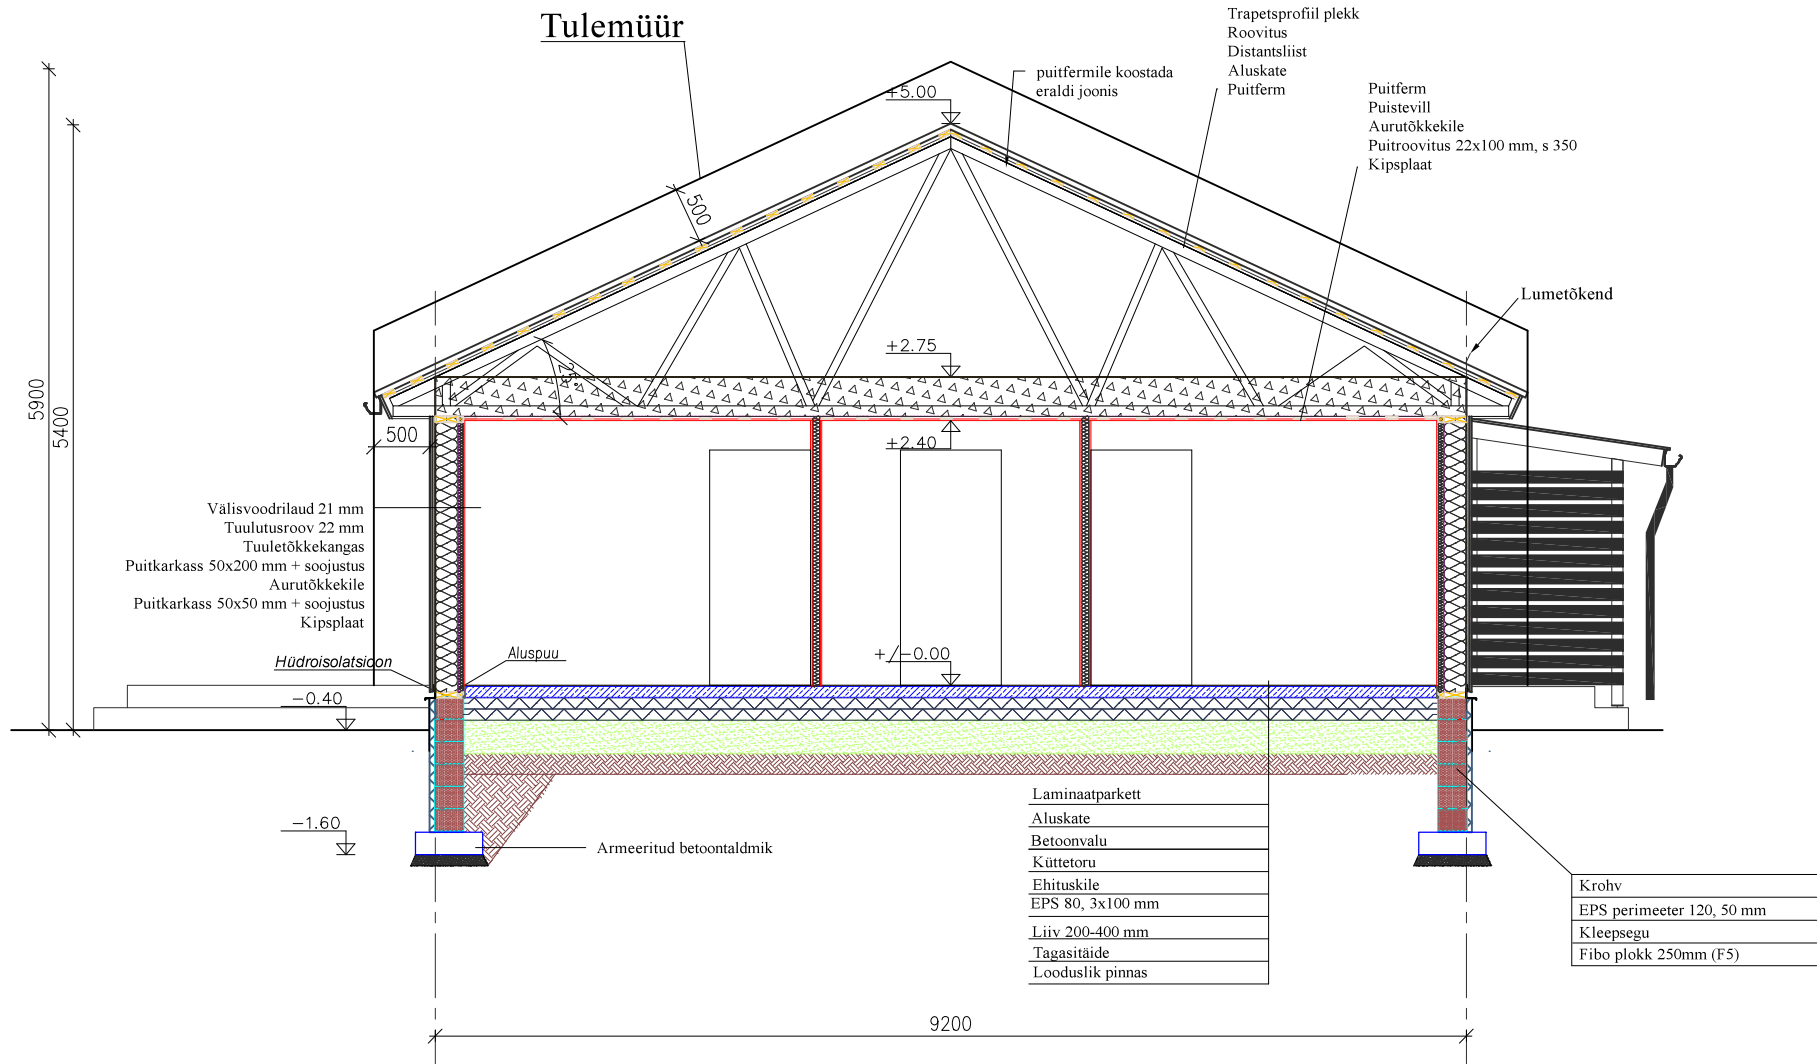 Tulemüür
Trapetsprofiil plekk
Roovitus
Distantsliist
Aluskate
Puitferm
puitfermile koostada
eraldi joonis
Puitferm
Puistevill
Aurutõkkekile
Puitroovitus 22x100 mm, s 350
Kipsplaat
+5.00
500
Lumetõkend
+2.75
25°
5900
5400
500
+2.40
Välisvoodrilaud 21 mm
Tuulutusroov 22 mm
Tuuletõkkekangas
Puitkarkass 50x200 mm + soojustus
Aurutõkkekile
Puitkarkass 50x50 mm + soojustus
Kipsplaat
Hüdroisolatsioon
Aluspuu
+/-0.00
-0.40
-1.60
Armeeritud betoontaldmik
Laminaatparkett
Aluskate
Betoonvalu
Küttetoru
Ehituskile
EPS 80, 3x100 mm
Liiv 200-400 mm
Tagasitäide
Looduslik pinnas
Krohv
EPS perimeeter 120, 50 mm
Kleepsegu
Fibo plokk 250mm (F5)
9200